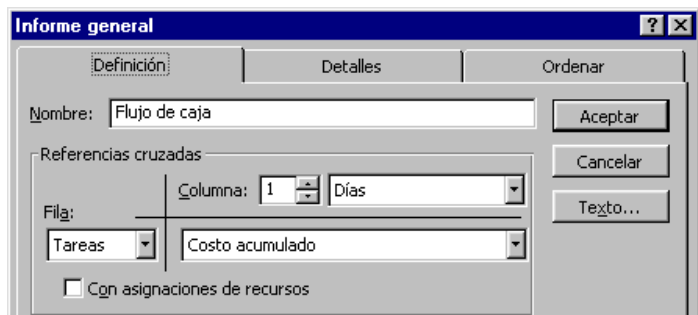 Informe general
Definición Detalles Ordenar
Nombre: Flujo de caja Aceptar
Referencias cruzadas Cancelar
Columna: 1 Días
Fila: Texto...
Tareas Costo acumulado
Con asignaciones de recursos